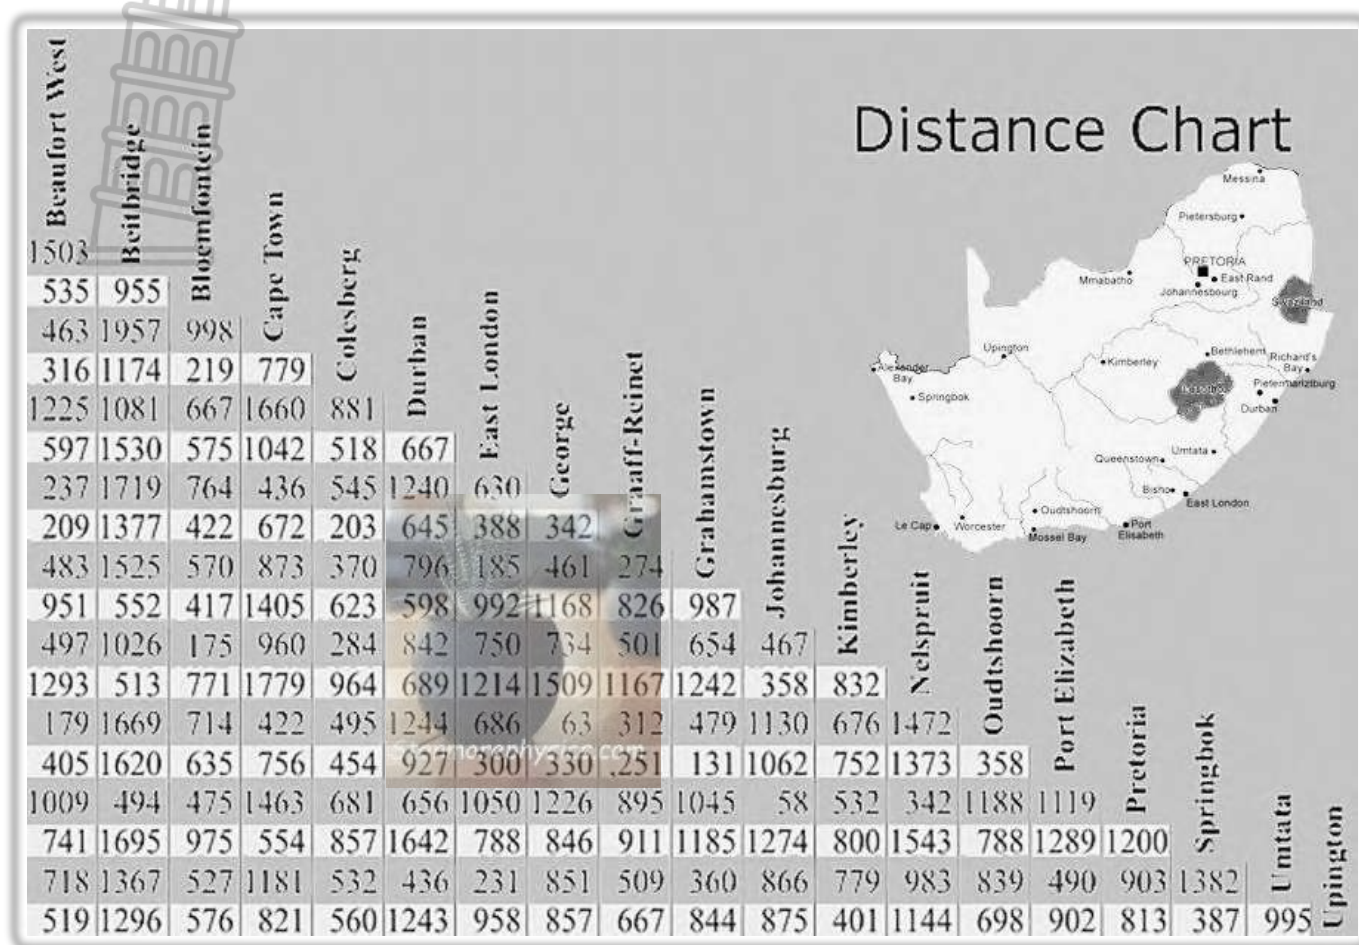 Distance Chart
Beaufort West
Beitbridge
Bloemfontein
Cape Town
Colesberg
Durban
East London
George
Graaff-Reinet
Grahamstown
Johannesburg
Kimberley
Nelspruit
Oudtshoorn
Port Elizabeth
Pretoria
Springbok
Umtata
Upington
1503
535 955
463 1957 998
316 1174 219 779
1225 1081 667 1660 881
597 1530 575 1042 518 667
237 1719 764 436 545 1240 630
209 1377 422 672 203 645 388 342
483 1525 570 873 370 796 185 461 274
951 552 417 1405 623 598 992 1168 826 987
497 1026 175 960 284 842 750 734 501 654 467
1293 513 771 1779 964 689 1214 1509 1167 1242 358 832
179 1669 714 422 495 1244 686 63 312 479 1130 676 1472
405 1620 635 756 454 927 300 330 251 131 1062 752 1373 358
1009 494 475 1463 681 656 1050 1226 895 1045 58 532 342 1188 1119
741 1695 975 554 857 1642 788 846 911 1185 1274 800 1543 788 1289 1200
718 1367 527 1181 532 436 231 851 509 360 866 779 983 839 490 903 1382
519 1296 576 821 560 1243 958 857 667 844 875 401 1144 698 902 813 387 995
Messina
Pietersburg
PRETORIA
Mmabatho
East Rand
Johannesbourg
Swaziland
Upington
Kimberley
Bethlehem
Richard's
Bay
Alexander
Bay
Springbok
Pietermariztburg
Durban
Umtata
Queenstown
Bisho
East London
Oudtshoorn
Le Cap
Worcester
Mossel Bay
Port
Elisabeth